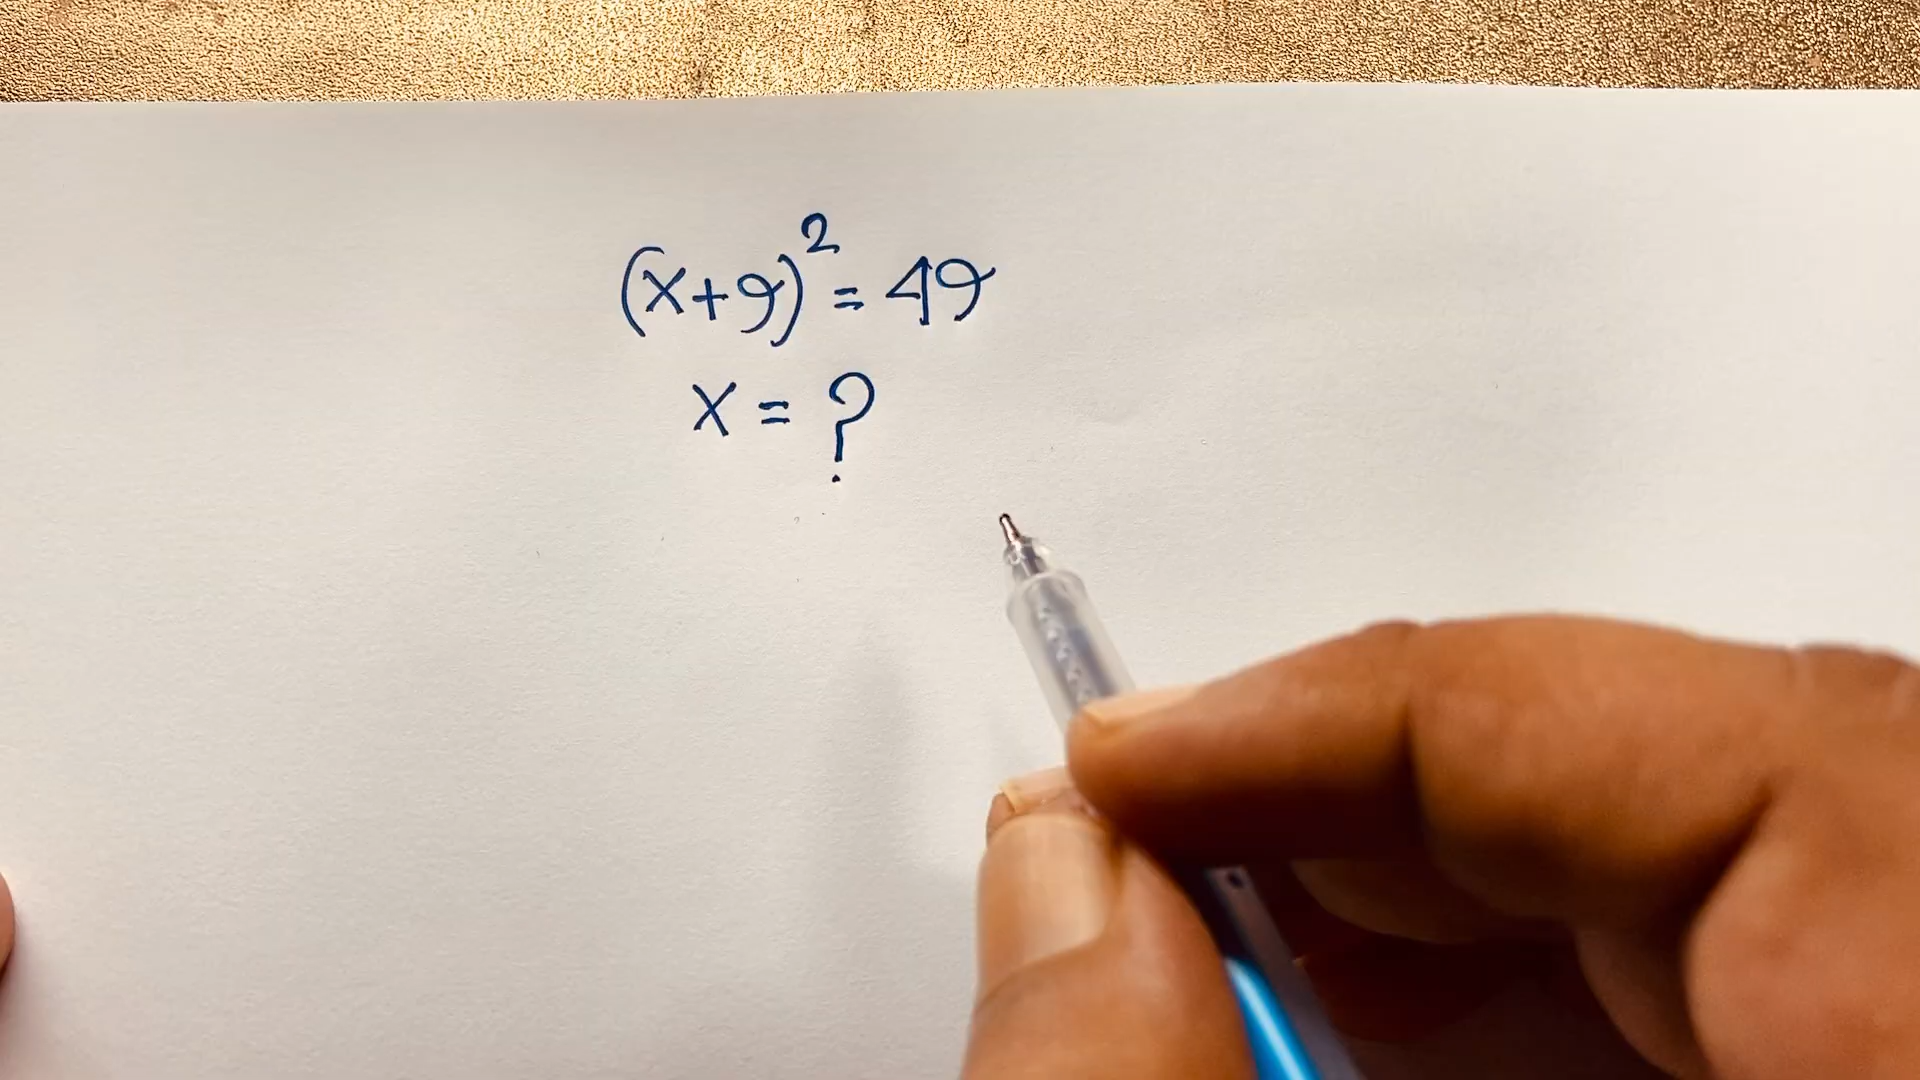 (x+9)² = 49
x = ?